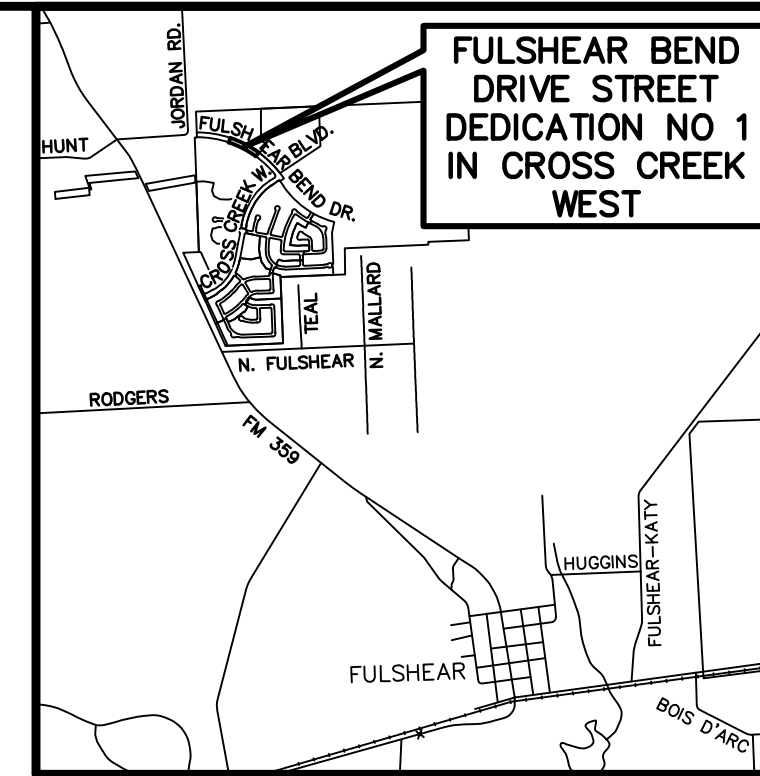 FULSHEAR BEND
DRIVE STREET
DEDICATION NO 1
IN CROSS CREEK
WEST
JORDAN RD.
HUNT
FULSHEAR BEND DR.
CROSS CREEK W. BLVD.
TEAL
N. MALLARD
N. FULSHEAR
RODGERS
FM 359
HUGGINS
FULSHEAR-KATY
FULSHEAR
BOIS D'ARC